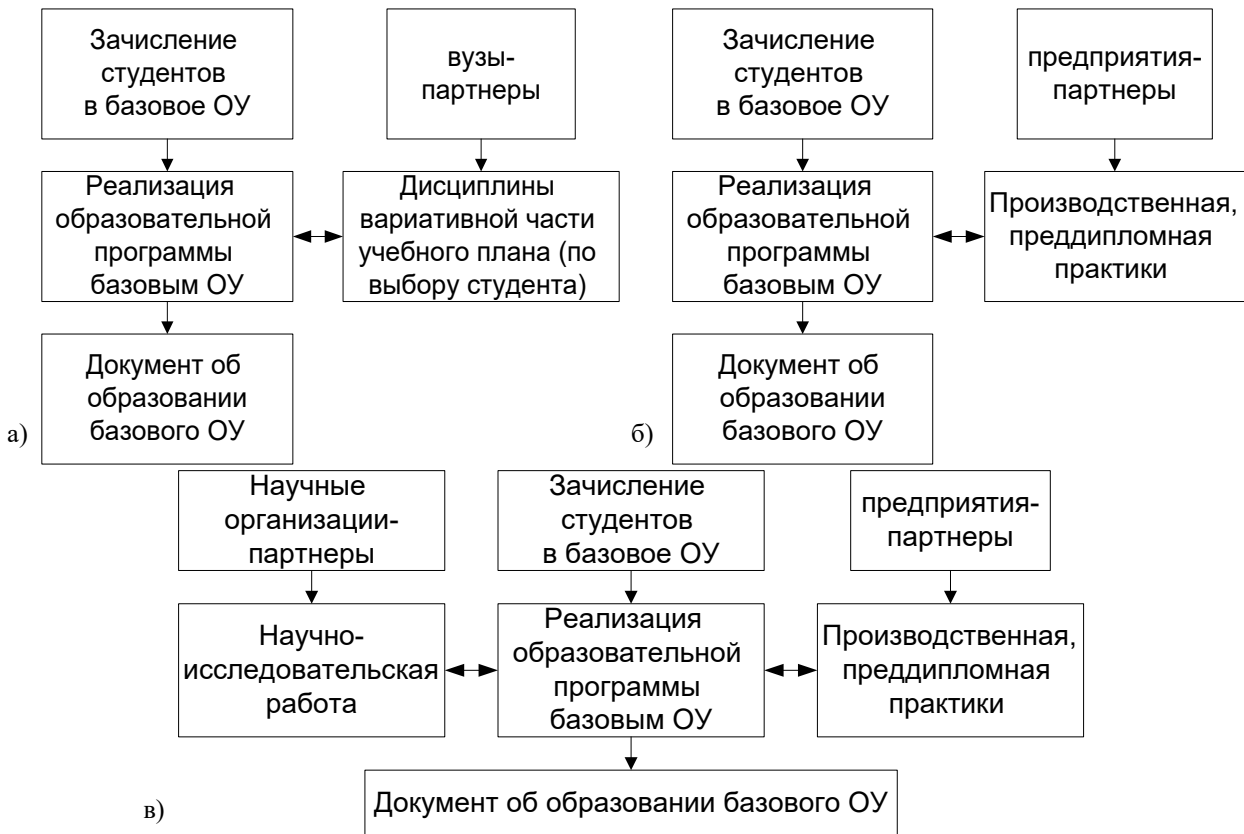 Зачисление
студентов
в базовое ОУ
вузы-
партнеры
Реализация
образовательной
программы
базовым ОУ
Дисциплины
вариативной части
учебного плана (по
выбору студента)
Документ об
образовании
базового ОУ
а)
Зачисление
студентов
в базовое ОУ
предприятия-
партнеры
Реализация
образовательной
программы
базовым ОУ
Производственная,
преддипломная
практики
Документ об
образовании
базового ОУ
б)
Научные
организации-
партнеры
Зачисление
студентов
в базовое ОУ
предприятия-
партнеры
Научно-
исследовательская
работа
Реализация
образовательной
программы
базовым ОУ
Производственная,
преддипломная
практики
Документ об образовании базового ОУ
в)